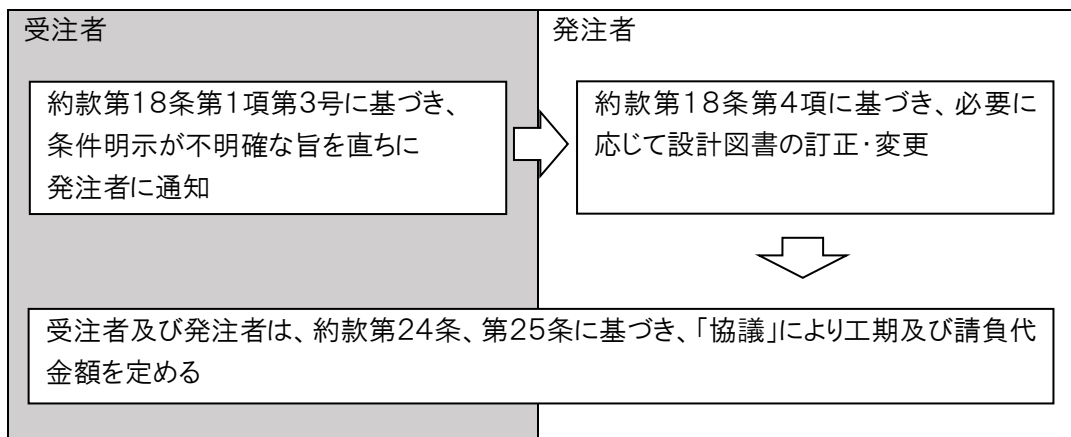 受注者
発注者
約款第18条第1項第3号に基づき、
条件明示が不明確な旨を直ちに
発注者に通知
約款第18条第4項に基づき、必要に
応じて設計図書の訂正・変更
受注者及び発注者は、約款第24条、第25条に基づき、「協議」により工期及び請負代
金額を定める